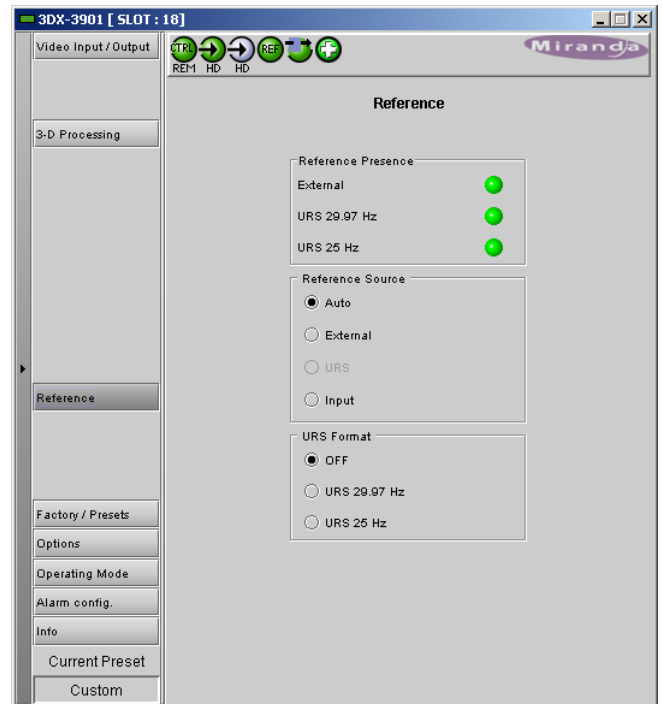 3DX-3901 [ SLOT : 18]
Video Input / Output
3-D Processing
Reference
Factory / Presets
Options
Operating Mode
Alarm config.
Info
Current Preset
Custom
CTRL
REF
REM HD HD
Miranda
Reference
Reference Presence
External
URS 29.97 Hz
URS 25 Hz
Reference Source
Auto
External
URS
Input
URS Format
OFF
URS 29.97 Hz
URS 25 Hz